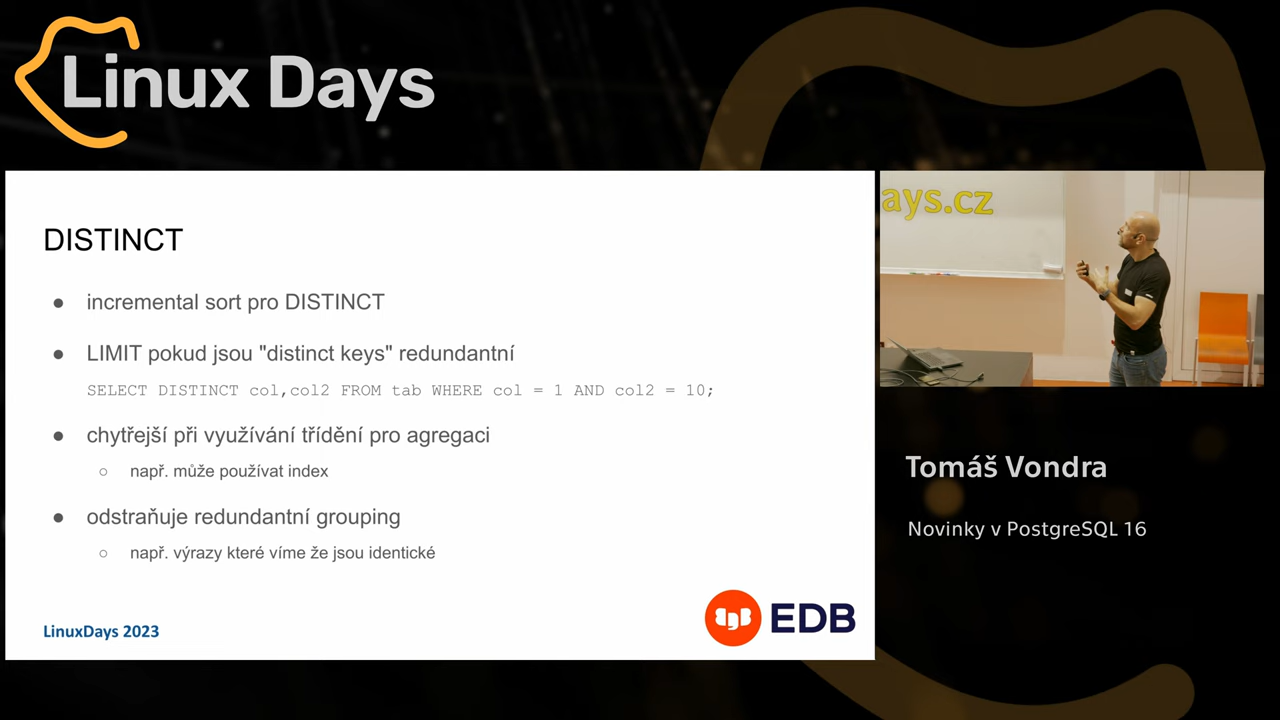 Linux Days
DISTINCT
● incremental sort pro DISTINCT
● LIMIT pokud jsou "distinct keys" redundantní
SELECT DISTINCT col,col2 FROM tab WHERE col = 1 AND col2 = 10;
● chytřejší při využívání třídění pro agregaci
○ např. může používat index
● odstraňuje redundantní grouping
○ např. výrazy které víme že jsou identické
LinuxDays 2023
EDB
ays.cz
Tomáš Vondra
Novinky v PostgreSQL 16